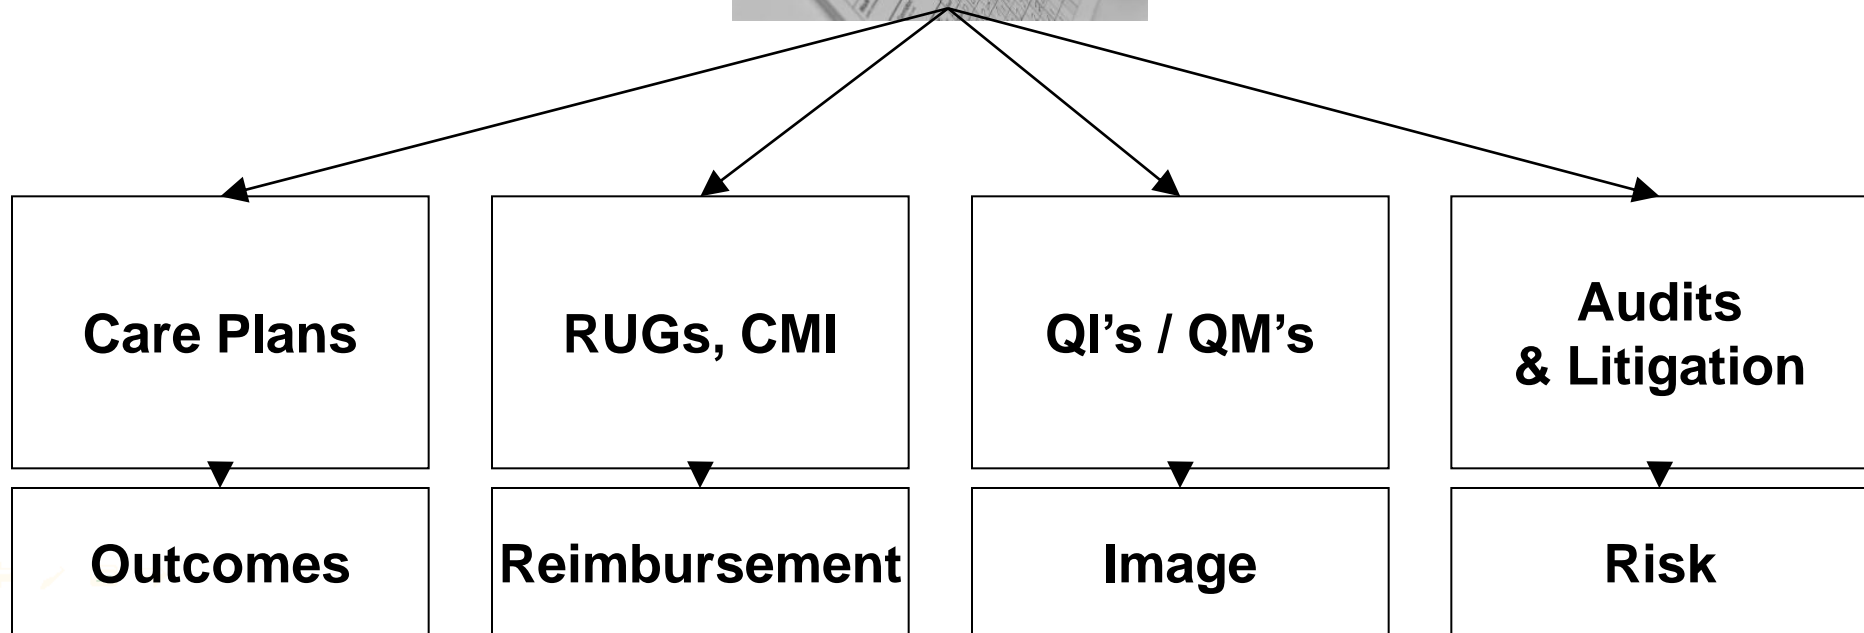 Care Plans
RUGs, CMI
QI’s / QM’s
Audits
& Litigation
Outcomes
Reimbursement
Image
Risk